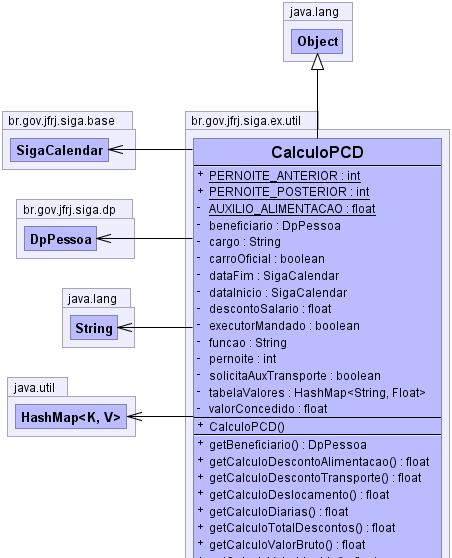 java.lang
Object
br.gov.jfrj.siga.base
SigaCalendar
br.gov.jfrj.siga.dp
DpPessoa
java.lang
String
java.util
HashMap<K, V>
br.gov.jfrj.siga.ex.util
CalculoPCD
+ PERNOITE_ANTERIOR : int
+ PERNOITE_POSTERIOR : int
- AUXILIO_ALIMENTACAO : float
- beneficiario : DpPessoa
- cargo : String
- carroOficial : boolean
- dataFim : SigaCalendar
- dataInicio : SigaCalendar
- descontoSalario : float
- executorMandado : boolean
- funcao : String
- pernoite : int
- solicitaAuxTransporte : boolean
- tabelaValores : HashMap<String, Float>
- valorConcedido : float
+ CalculoPCD()
+ getBeneficiario() : DpPessoa
+ getCalculoDescontoAlimentacao() : float
+ getCalculoDescontoTransporte() : float
+ getCalculoDeslocamento() : float
+ getCalculoDiarias() : float
+ getCalculoTotalDescontos() : float
+ getCalculoValorBruto() : float